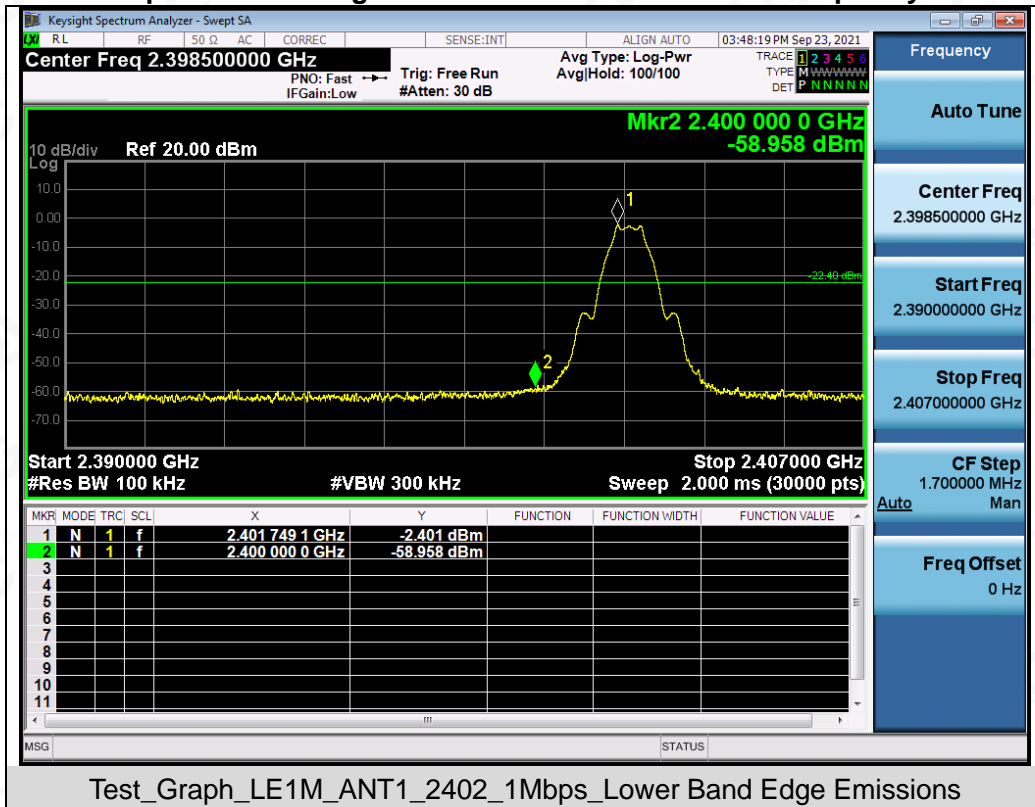 Keysight Spectrum Analyzer - Swept SA
LXI RL RF 50 Ω AC CORREC SENSE:INT ALIGN AUTO 03:48:19 PM Sep 23, 2021
Center Freq 2.398500000 GHz
PNO: Fast
IFGain:Low
Trig: Free Run
#Atten: 30 dB
Avg Type: Log-Pwr
Avg|Hold: 100/100
TRACE 1 2 3 4 5 6
TYPE M W W W W W
DET P N N N N N
Mkr2 2.400 000 0 GHz
-58.958 dBm
10 dB/div Ref 20.00 dBm
Log
10.0
0.00
-10.0
-20.0
-30.0
-40.0
-50.0
-60.0
-70.0
1
-22.40 dBm
2
Start 2.390000 GHz Stop 2.407000 GHz
#Res BW 100 kHz #VBW 300 kHz Sweep 2.000 ms (30000 pts)
MKR MODE TRC SCL X Y FUNCTION FUNCTION WIDTH FUNCTION VALUE
1 N 1 f 2.401 749 1 GHz -2.401 dBm
2 N 1 f 2.400 000 0 GHz -58.958 dBm
3
4
5
6
7
8
9
10
11
MSG STATUS
Frequency
Auto Tune
Center Freq
2.398500000 GHz
Start Freq
2.390000000 GHz
Stop Freq
2.407000000 GHz
CF Step
1.700000 MHz
Auto Man
Freq Offset
0 Hz
Test_Graph_LE1M_ANT1_2402_1Mbps_Lower Band Edge Emissions